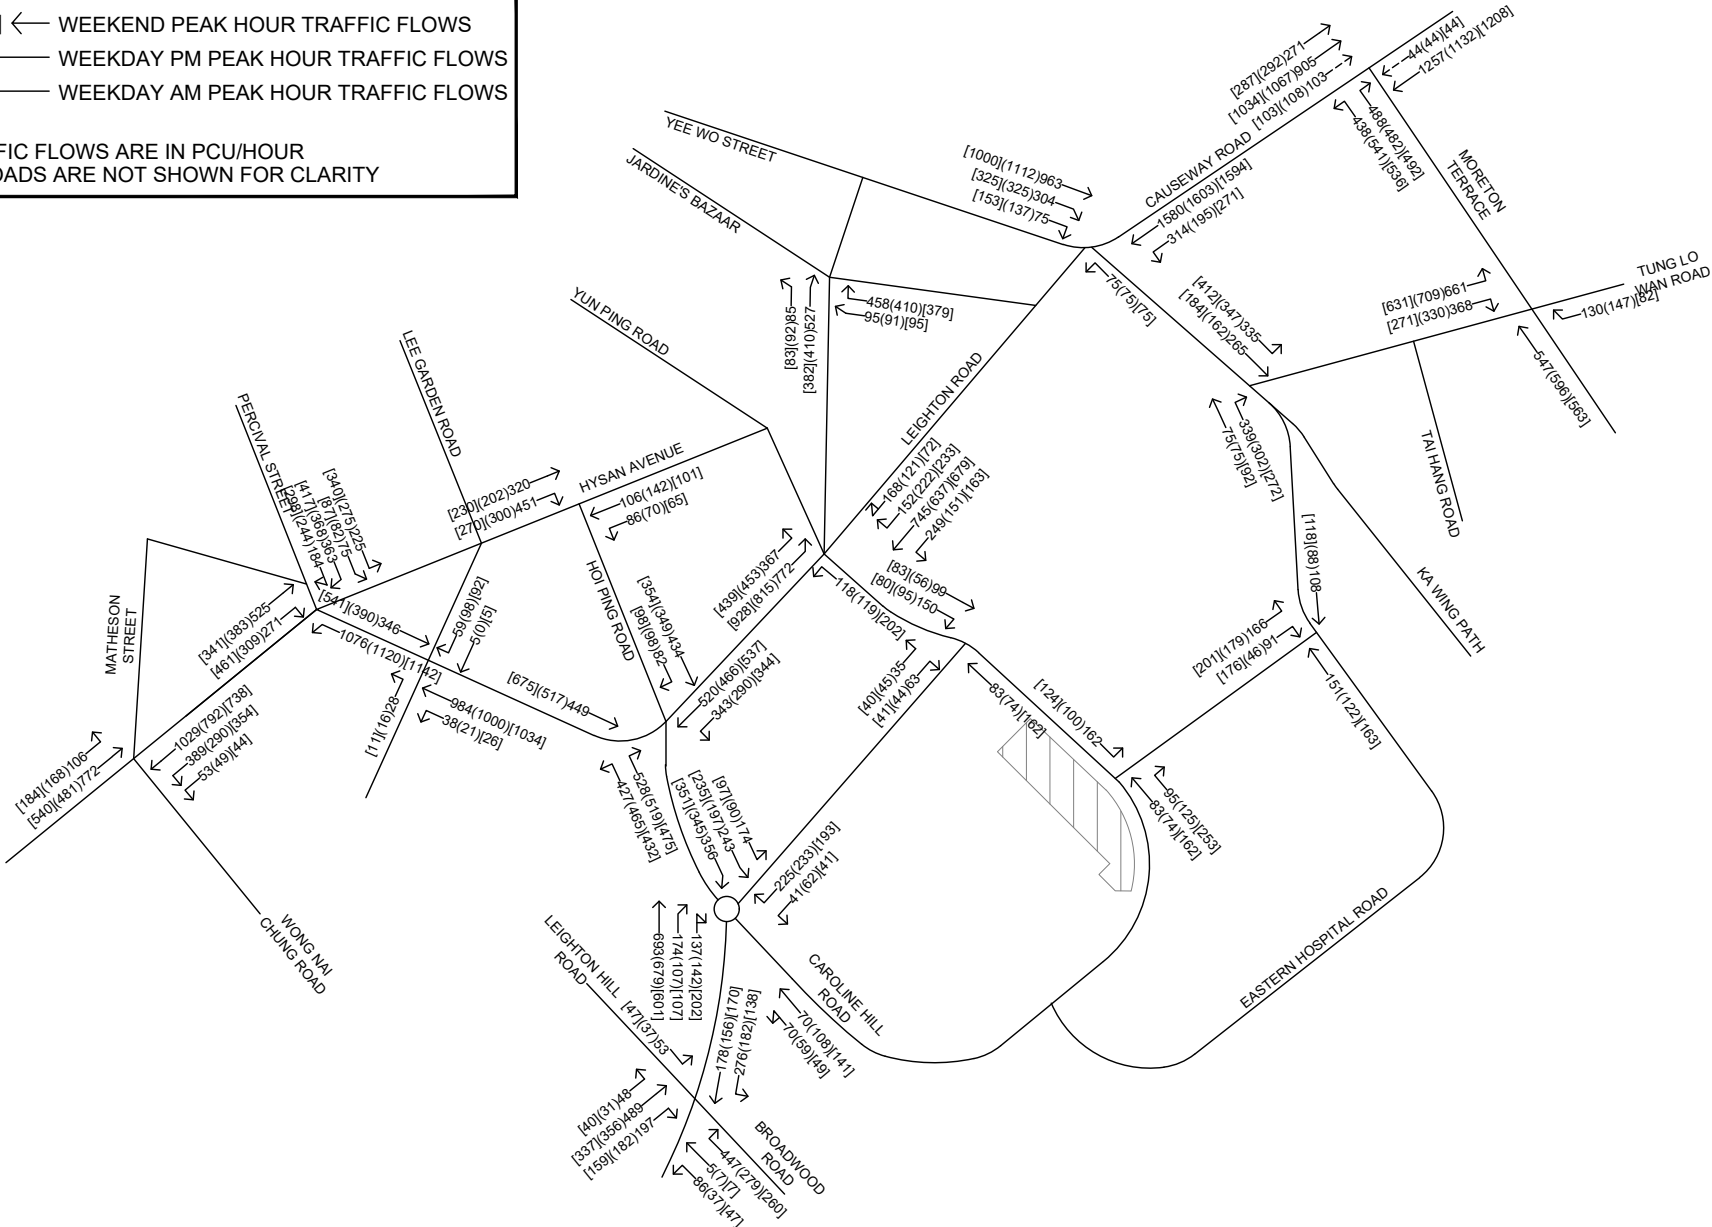 WEEKEND PEAK HOUR TRAFFIC FLOWS
WEEKDAY PM PEAK HOUR TRAFFIC FLOWS
WEEKDAY AM PEAK HOUR TRAFFIC FLOWS
FIC FLOWS ARE IN PCU/HOUR
OADS ARE NOT SHOWN FOR CLARITY
[287](292)271
[1034](1067)905
[103](108)103
44(44)[44]
1257(1132)[1208]
488(482)[492]
438(541)[536]
YEE WO STREET
JARDINE'S BAZAAR
[1000](1112)963
[325](325)304
[153](137)75
CAUSEWAY ROAD
1580(1603)[1594]
314(195)[271]
MORETON
TERRACE
TUNG LO
WAN ROAD
130(147)[82]
[631](709)661
[271](330)368
547(596)[563]
75(75)[75]
[412](347)335
[184](162)265
YUN PING ROAD
[83](92)85
[382](410)527
458(410)[379]
95(91)[95]
LEE GARDEN ROAD
LEIGHTON ROAD
339(302)[272]
75(75)[92]
TAI HANG ROAD
PERCIVAL STREET
[340](275)225
[87](82)75
[417](368)363
[298](244)184
[230](202)320
[270](300)451
HYSAN AVENUE
106(142)[101]
86(70)[65]
168(121)[72]
152(222)[233]
745(637)[679]
249(151)[163]
[118](88)108
KA WING PATH
MATHESON
STREET
[341](383)525
[461](309)271
[541](390)346
1076(1120)[1142]
59(98)[92]
5(0)[5]
HOI PING ROAD
[354](349)434
[98](98)82
[439](453)367
[928](815)772
118(119)[202]
[83](56)99
[80](95)150
[201](179)166
[176](46)91
151(122)[163]
[675](517)449
520(466)[537]
343(290)[344]
[40](45)35
[41](44)63
83(74)[162]
[124](100)162
[11](16)28
984(1000)[1034]
38(21)[26]
1029(792)[738]
389(290)[354]
53(49)[44]
[184](168)106
[540](481)772
528(519)[475]
427(465)[432]
[97](90)174
[235](197)243
[351](345)356
225(233)[193]
41(62)[41]
95(125)[253]
83(74)[162]
WONG NAI
CHUNG ROAD
LEIGHTON HILL
ROAD
693(679)[601]
174(107)[107]
137(142)[202]
CAROLINE HILL
ROAD
EASTERN HOSPITAL ROAD
[47](37)53
178(156)[170]
276(182)[138]
70(108)[141]
70(59)[49]
[40](31)48
[337](356)489
[159](182)197
BROADWOOD
ROAD
447(279)[260]
5(7)[7]
86(37)[47]